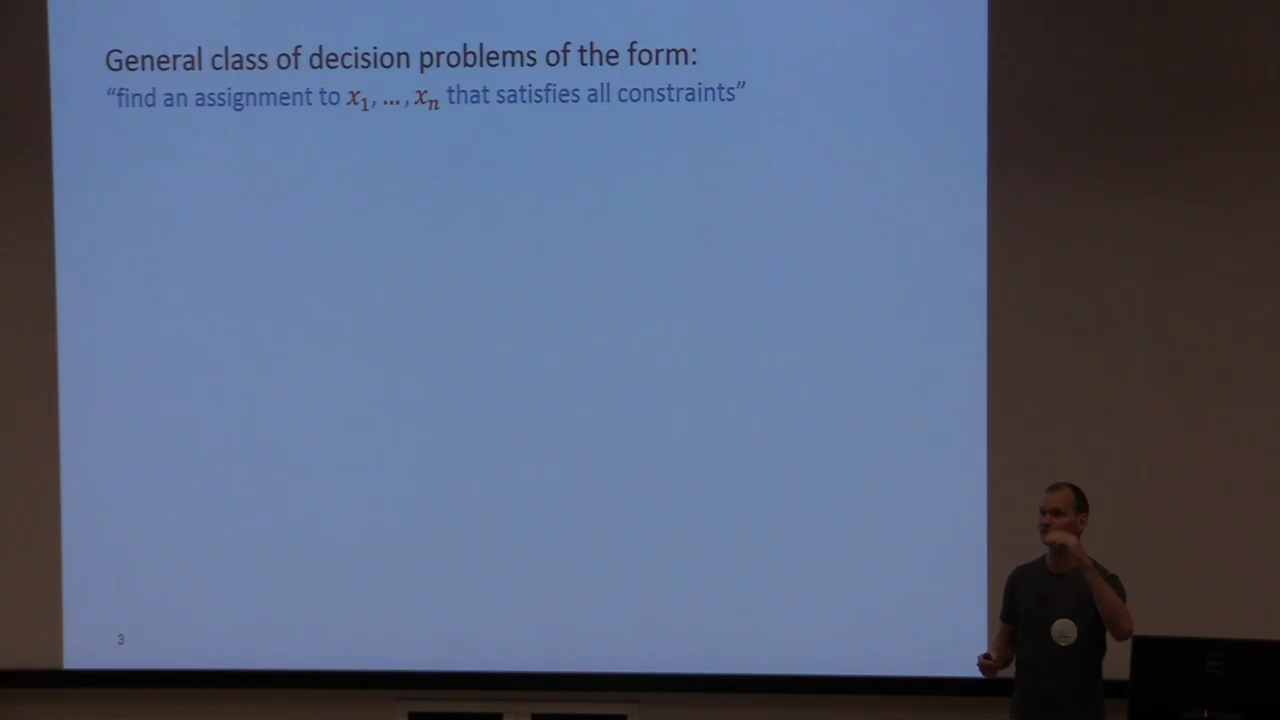 General class of decision problems of the form:
“find an assignment to x₁, …, xₙ that satisfies all constraints”
3